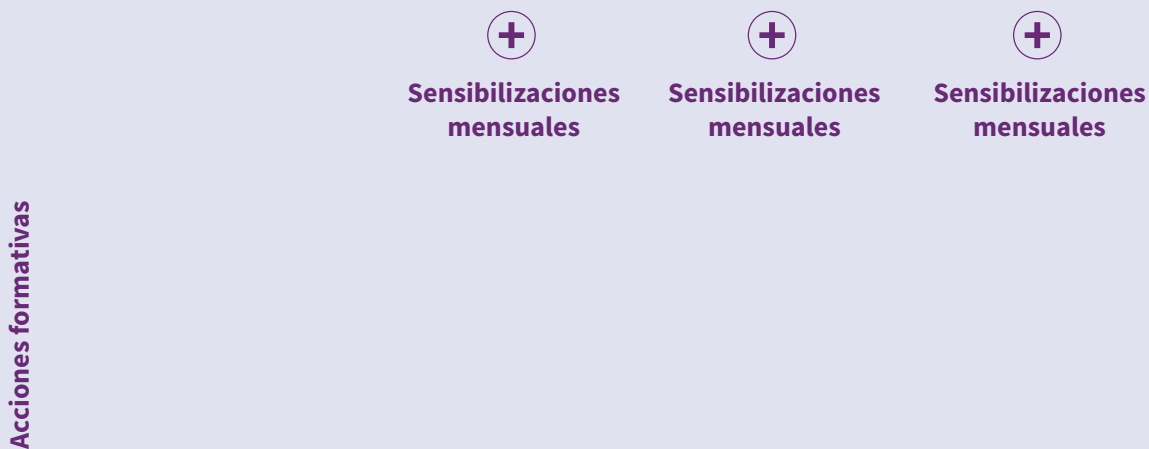 + + +
Sensibilizaciones Sensibilizaciones Sensibilizaciones
mensuales mensuales mensuales
Acciones formativas